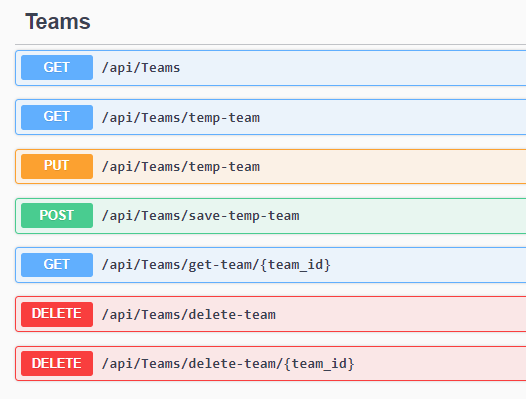 Teams
GET /api/Teams
GET /api/Teams/temp-team
PUT /api/Teams/temp-team
POST /api/Teams/save-temp-team
GET /api/Teams/get-team/{team_id}
DELETE /api/Teams/delete-team
DELETE /api/Teams/delete-team/{team_id}